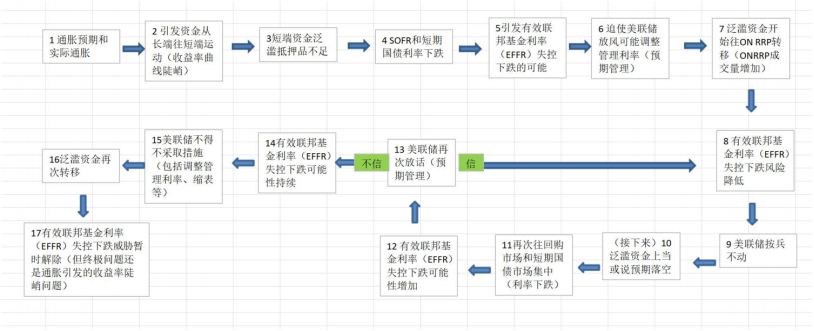 1 通胀预期和
实际通胀
2 引发资金从
长端往短端运
动（收益率曲
线陡峭）
3短端资金泛
滥抵押品不足
4 SOFR和短期
国债利率下跌
5引发有效联
邦基金利率
（EFFR）失控
下跌的可能
6 迫使美联储
放风可能调整
管理利率（预
期管理）
7 泛滥资金开
始往ON RRP转
移（ONRRP成
交量增加）
8 有效联邦基
金利率（EFFR）
失控下跌风险
降低
9 美联储按兵
不动
（接下来）10
泛滥资金上当
或说预期落空
11再次往回购
市场和短期国
债市场集中
（利率下跌）
12 有效联邦基
金利率（EFFR）
失控下跌可能
性增加
13 美联储再
次放话（预
期管理）
信
不信
14有效联邦基
金利率（EFFR）
失控下跌可能
性持续
15美联储不得
不采取措施
（包括调整管
理利率、缩表
等）
16泛滥资金再
次转移
17有效联邦基金利率
（EFFR）失控下跌威胁暂
时解除（但终极问题还
是通胀引发的收益率陡
峭问题）